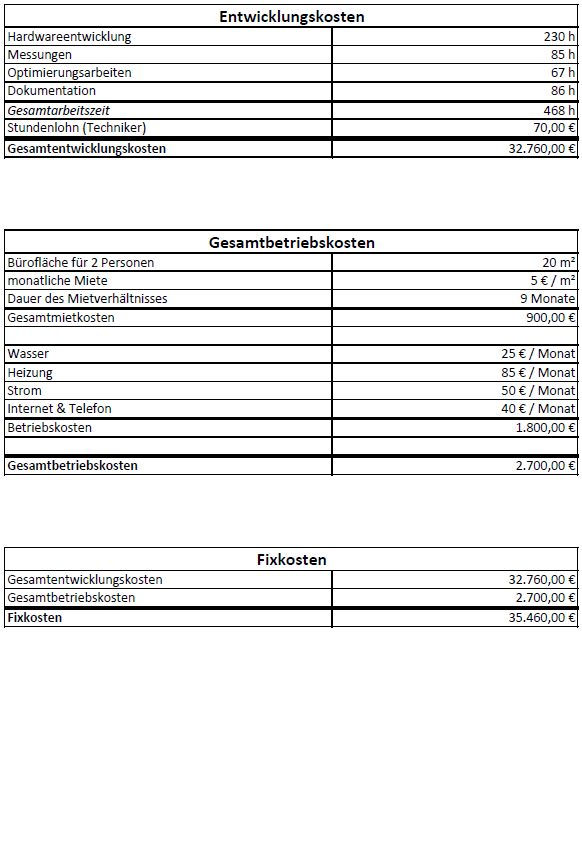 Entwicklungskosten
Hardwareentwicklung 230 h
Messungen 85 h
Optimierungsarbeiten 67 h
Dokumentation 86 h
Gesamtarbeitszeit 468 h
Stundenlohn (Techniker) 70,00 €
Gesamtentwicklungskosten 32.760,00 €
Gesamtbetriebskosten
Bürofläche für 2 Personen 20 m²
monatliche Miete 5 € / m²
Dauer des Mietverhältnisses 9 Monate
Gesamtmietkosten 900,00 €
Wasser 25 € / Monat
Heizung 85 € / Monat
Strom 50 € / Monat
Internet & Telefon 40 € / Monat
Betriebskosten 1.800,00 €
Gesamtbetriebskosten 2.700,00 €
Fixkosten
Gesamtentwicklungskosten 32.760,00 €
Gesamtbetriebskosten 2.700,00 €
Fixkosten 35.460,00 €